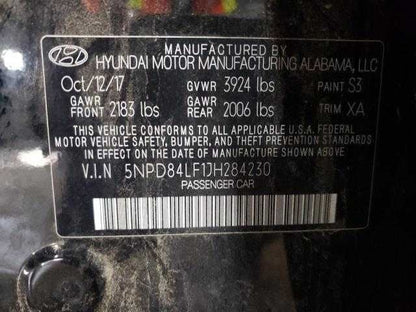 MANUFACTURED BY
HYUNDAI MOTOR MANUFACTURING ALABAMA, LLC
Oct/12/17 GVWR 3924 lbs PAINT S3
GAWR FRONT 2183 lbs GAWR REAR 2006 lbs TRIM XA
THIS VEHICLE CONFORMS TO ALL APPLICABLE U.S.A. FEDERAL
MOTOR VEHICLE SAFETY, BUMPER, AND THEFT PREVENTION STANDARDS
IN EFFECT ON THE DATE OF MANUFACTURE SHOWN ABOVE.
V.I.N. 5NPD84LF1JH284230
PASSENGER CAR